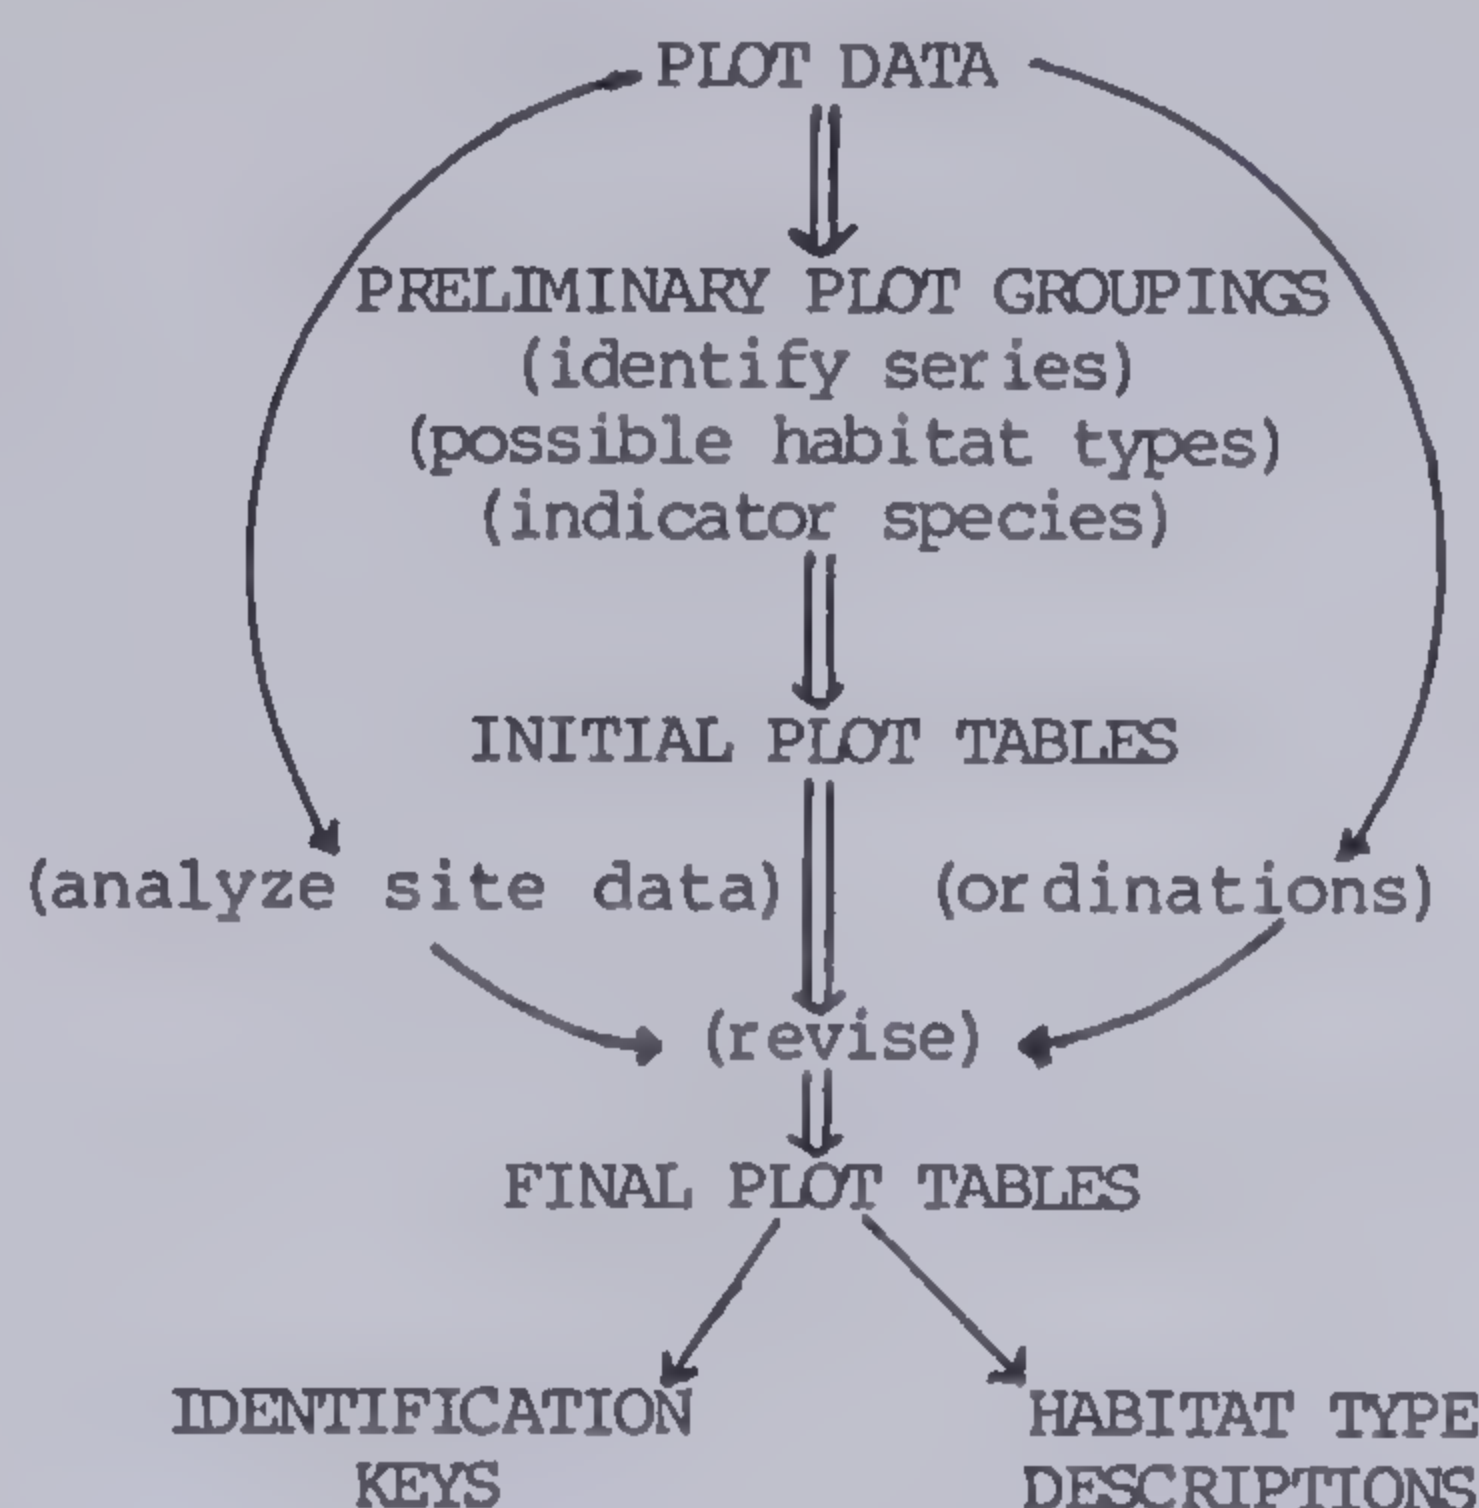 PLOT DATA
PRELIMINARY PLOT GROUPINGS
(identify series)
(possible habitat types)
(indicator species)
INITIAL PLOT TABLES
(analyze site data)
(ordinations)
(revise)
FINAL PLOT TABLES
IDENTIFICATION
KEYS
HABITAT TYPE
DESCRIPTIONS